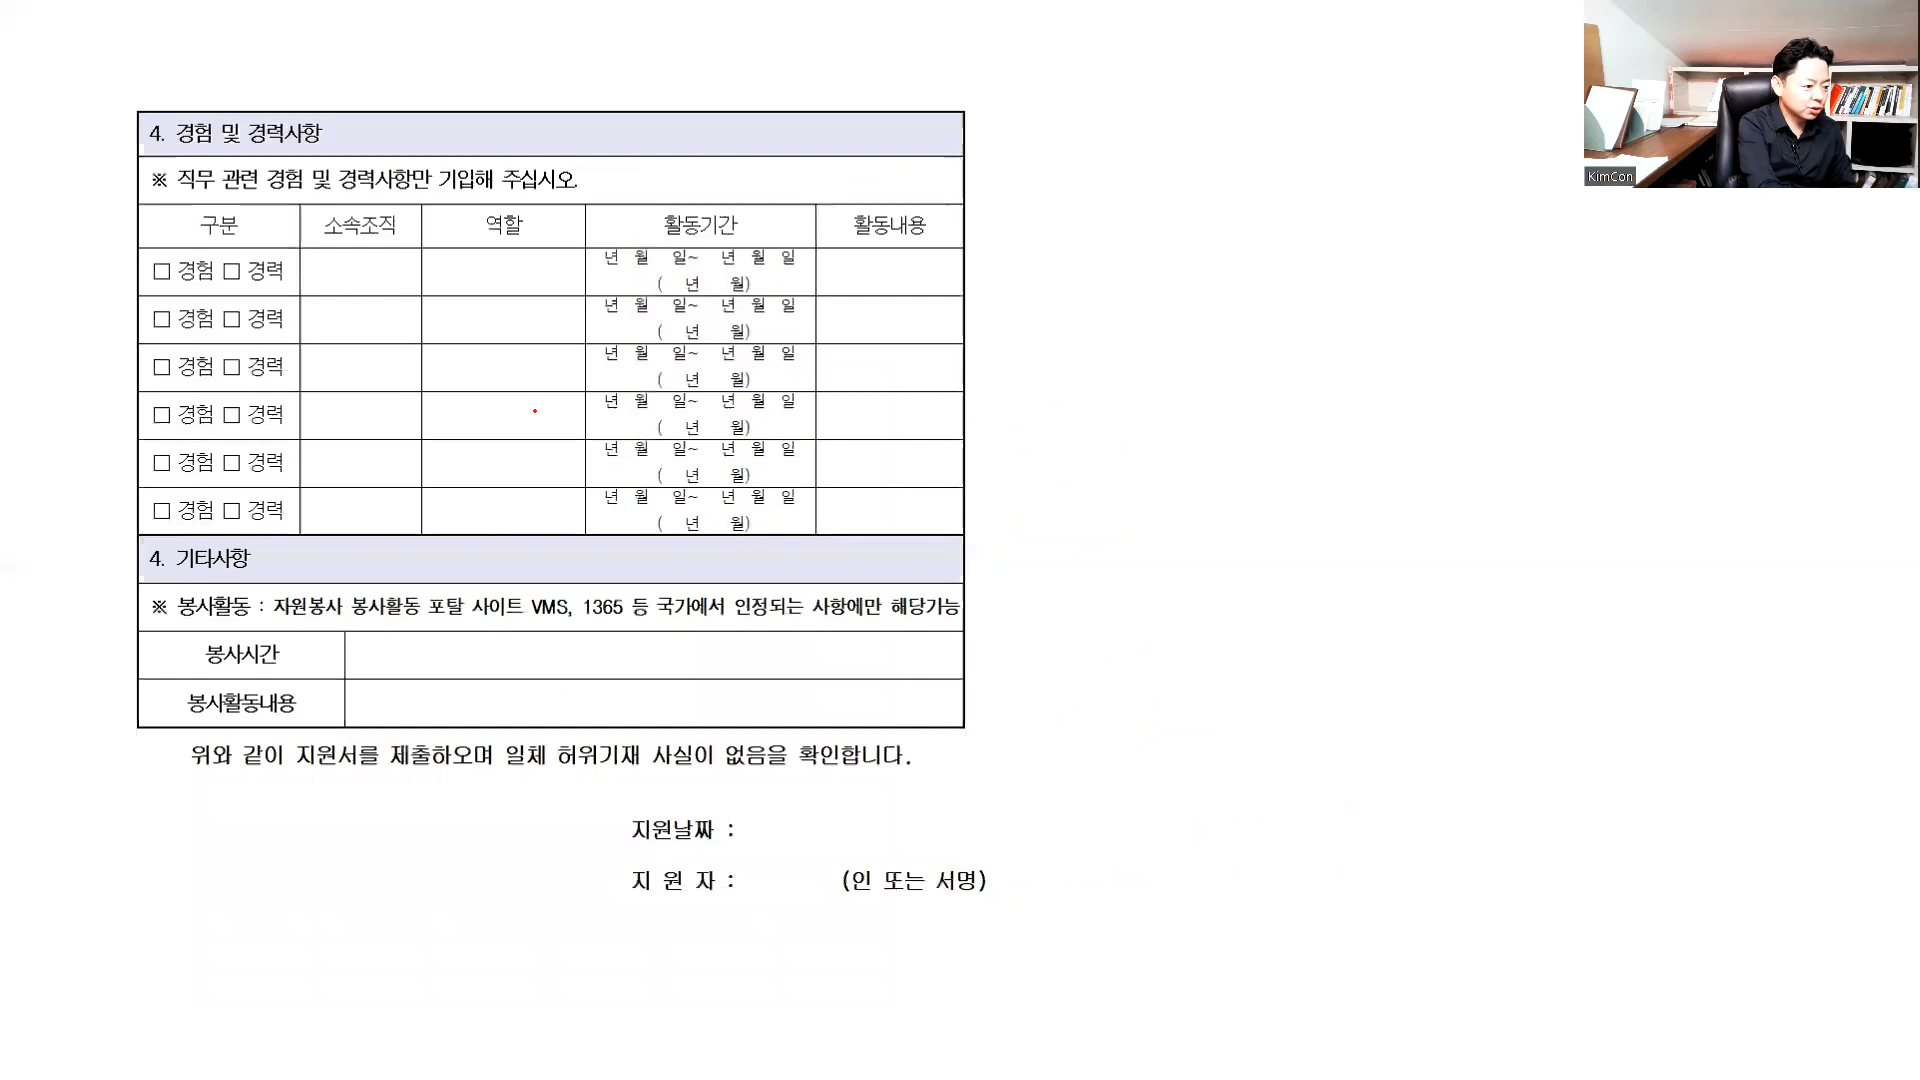 4. 경험 및 경력사항
※ 직무 관련 경험 및 경력사항만 기입해 주십시오.
구분 소속조직 역할 활동기간 활동내용
□ 경험 □ 경력 년 월 일~ 년 월 일
( 년 월)
□ 경험 □ 경력 년 월 일~ 년 월 일
( 년 월)
□ 경험 □ 경력 년 월 일~ 년 월 일
( 년 월)
□ 경험 □ 경력 년 월 일~ 년 월 일
( 년 월)
□ 경험 □ 경력 년 월 일~ 년 월 일
( 년 월)
□ 경험 □ 경력 년 월 일~ 년 월 일
( 년 월)
4. 기타사항
※ 봉사활동 : 자원봉사 봉사활동 포탈 사이트 VMS, 1365 등 국가에서 인정되는 사항에만 해당가능
봉사시간
봉사활동내용
위와 같이 지원서를 제출하오며 일체 허위기재 사실이 없음을 확인합니다.
지원날짜 :
지 원 자 : (인 또는 서명)
KimCon